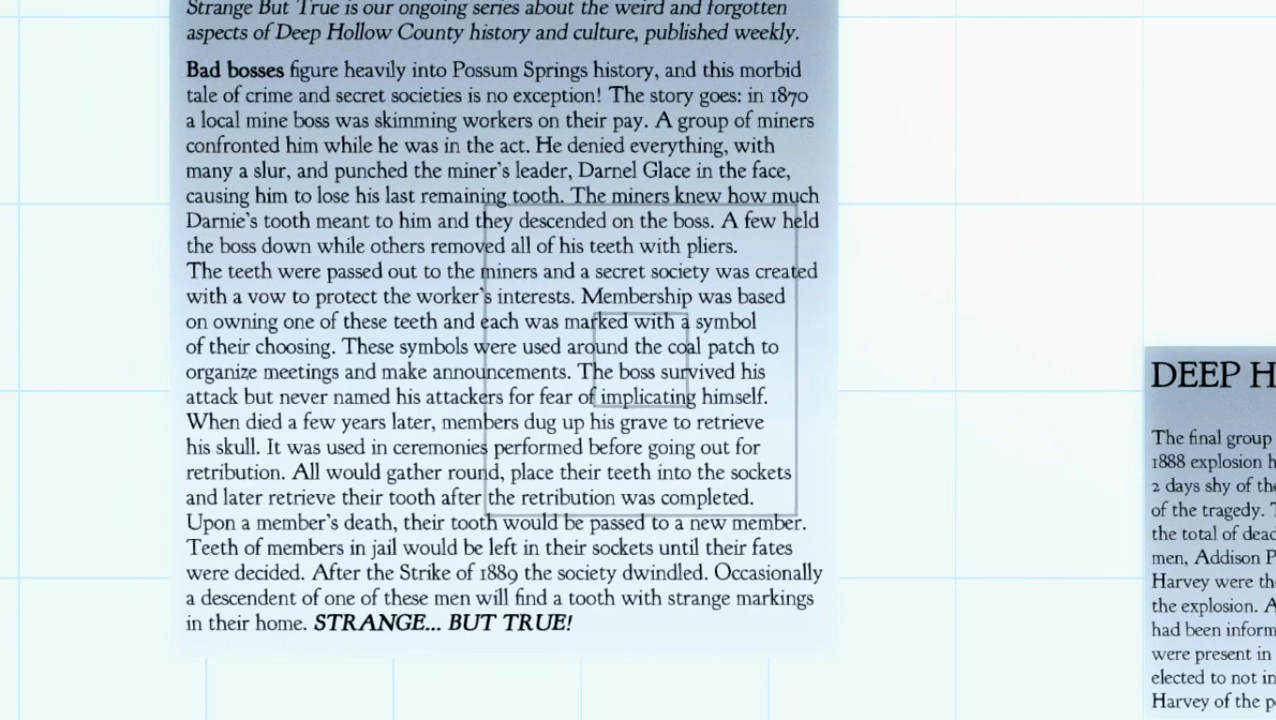 Strange But True is our ongoing series about the weird and forgotten
aspects of Deep Hollow County history and culture, published weekly.
Bad bosses figure heavily into Possum Springs history, and this morbid
tale of crime and secret societies is no exception! The story goes: in 1870
a local mine boss was skimming workers on their pay. A group of miners
confronted him while he was in the act. He denied everything, with
many a slur, and punched the miner's leader, Darnel Glace in the face,
causing him to lose his last remaining tooth. The miners knew how much
Darnie's tooth meant to him and they descended on the boss. A few held
the boss down while others removed all of his teeth with pliers.
The teeth were passed out to the miners and a secret society was created
with a vow to protect the worker's interests. Membership was based
on owning one of these teeth and each was marked with a symbol
of their choosing. These symbols were used around the coal patch to
organize meetings and make announcements. The boss survived his
attack but never named his attackers for fear of implicating himself.
When died a few years later, members dug up his grave to retrieve
his skull. It was used in ceremonies performed before going out for
retribution. All would gather round, place their teeth into the sockets
and later retrieve their tooth after the retribution was completed.
Upon a member's death, their tooth would be passed to a new member.
Teeth of members in jail would be left in their sockets until their fates
were decided. After the Strike of 1889 the society dwindled. Occasionally
a descendent of one of these men will find a tooth with strange markings
in their home. STRANGE... BUT TRUE!
DEEP H
The final group
1888 explosion h
2 days shy of the
of the tragedy. T
the total of dead
men, Addison P
Harvey were the
the explosion. A
had been inform
were present in
elected to not in
Harvey of the p